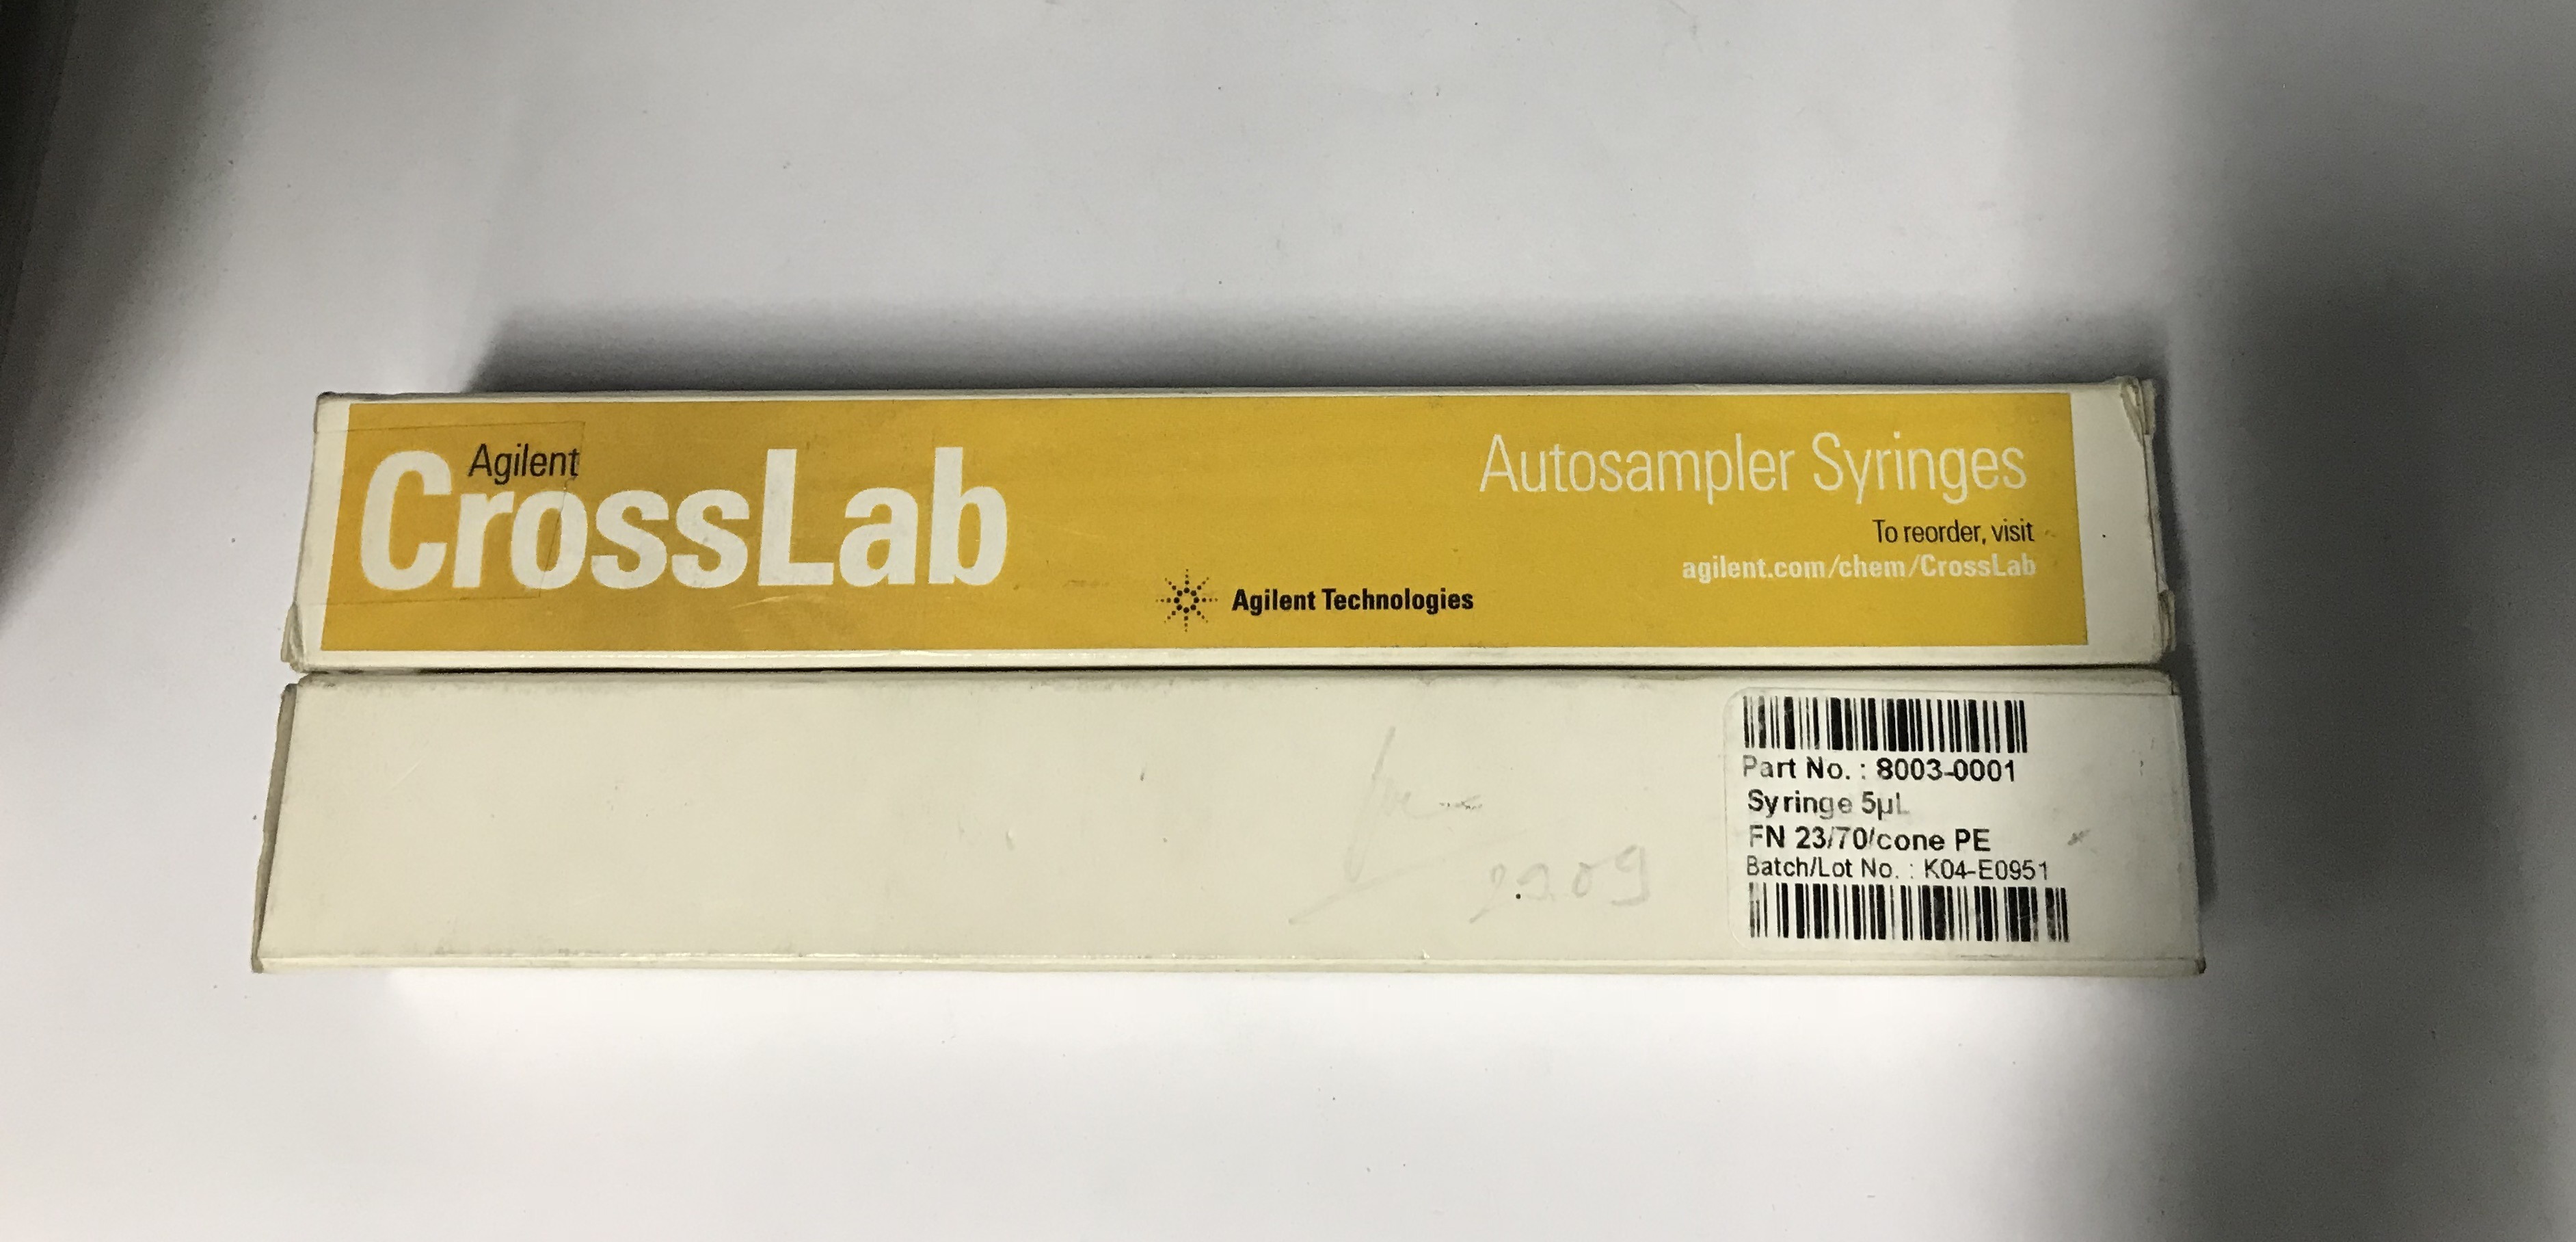 Agilent
CrossLab
Autosampler Syringes
To reorder, visit
agilent.com/chem/CrossLab
Agilent Technologies
Part No. : 8003-0001
Syringe 5µL
FN 23/70/cone PE
Batch/Lot No. : K04-E0951